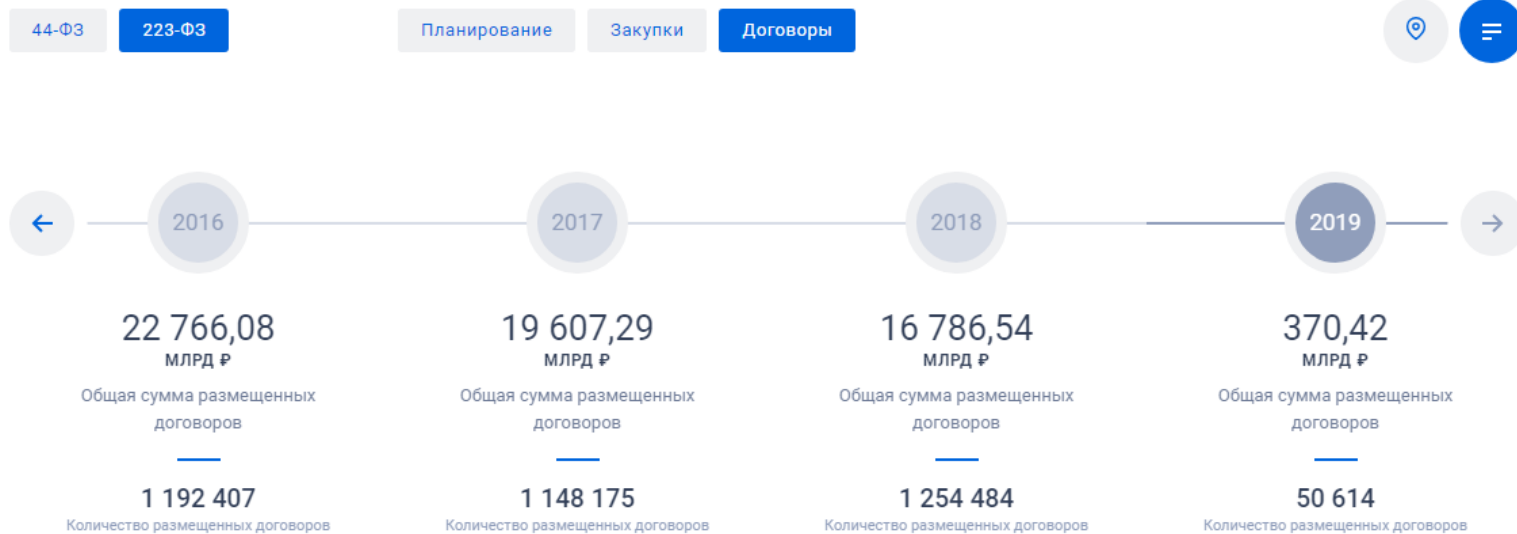 44-ФЗ 223-ФЗ Планирование Закупки Договоры
2016 2017 2018 2019
22 766,08 19 607,29 16 786,54 370,42
МЛРД ₽ МЛРД ₽ МЛРД ₽ МЛРД ₽
Общая сумма размещенных Общая сумма размещенных Общая сумма размещенных Общая сумма размещенных
договоров договоров договоров договоров
1 192 407 1 148 175 1 254 484 50 614
Количество размещенных договоров Количество размещенных договоров Количество размещенных договоров Количество размещенных договоров